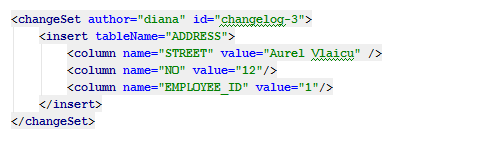 <changeSet author="diana" id="changelog-3">
    <insert tableName="ADDRESS">
        <column name="STREET" value="Aurel Vlaicu" />
        <column name="NO" value="12"/>
        <column name="EMPLOYEE_ID" value="1"/>
    </insert>
</changeSet>